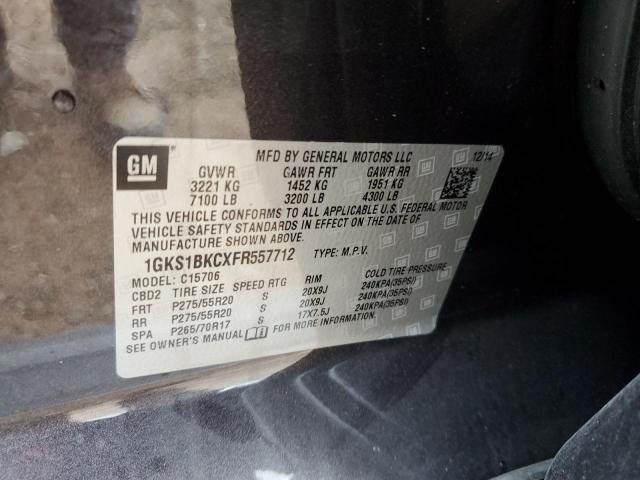 MFD BY GENERAL MOTORS LLC 12/14
GM GVWR GAWR FRT GAWR RR
3221 KG 1452 KG 1951 KG
7100 LB 3200 LB 4300 LB
THIS VEHICLE CONFORMS TO ALL APPLICABLE U.S. FEDERAL MOTOR
VEHICLE SAFETY STANDARDS IN EFFECT ON THE DATE OF
MANUFACTURE SHOWN ABOVE.
1GKS1BKCXFR557712 TYPE: M.P.V.
MODEL: C15706
CBD2 TIRE SIZE SPEED RTG RIM COLD TIRE PRESSURE
FRT P275/55R20 S 20X9J 240KPA(35PSI)
RR P275/55R20 S 20X9J 240KPA(35PSI)
SPA P265/70R17 S 17X7.5J 240KPA(35PSI)
SEE OWNER'S MANUAL FOR MORE INFORMATION.